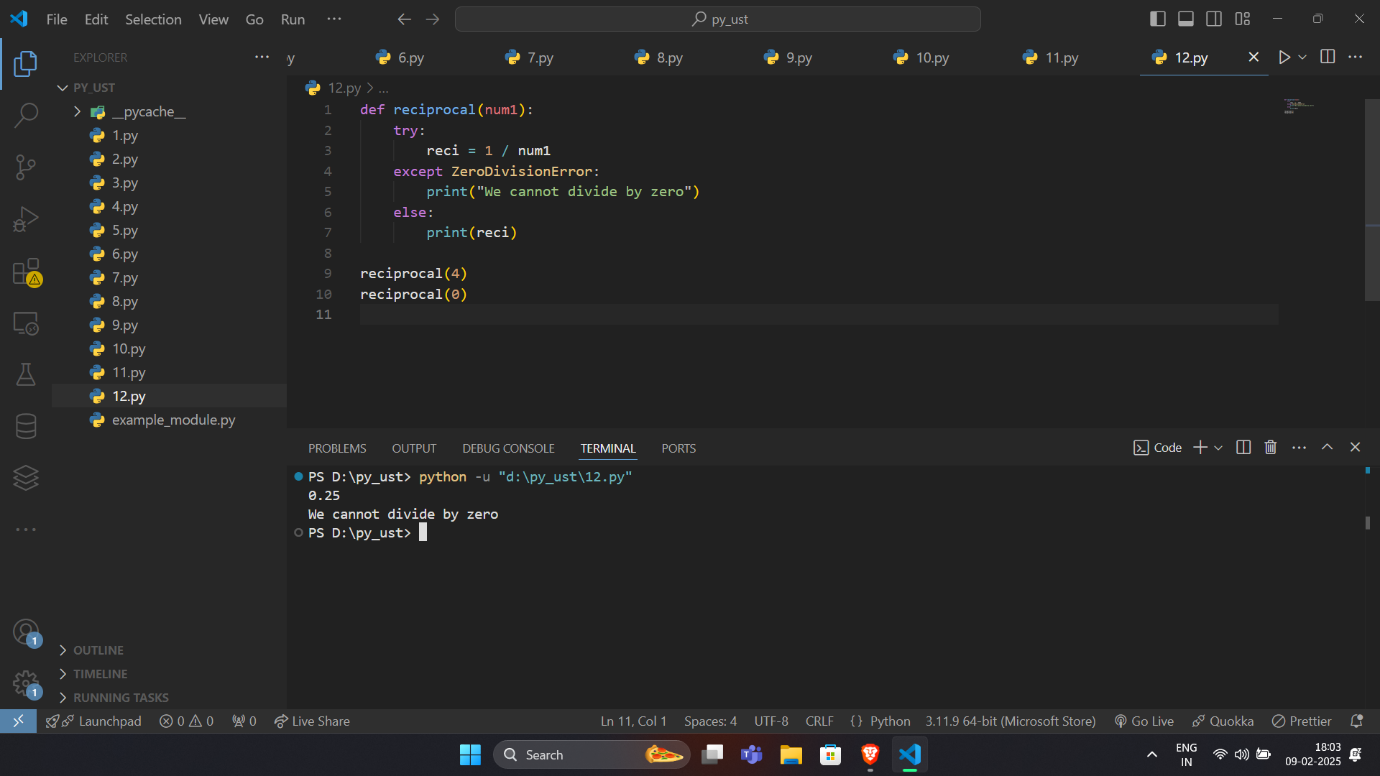 File Edit Selection View Go Run ···
py_ust
EXPLORER ···
y 6.py 7.py 8.py 9.py 10.py 11.py 12.py
PY_UST
__pycache__
1.py
2.py
3.py
4.py
5.py
6.py
7.py
8.py
9.py
10.py
11.py
12.py
example_module.py
OUTLINE
TIMELINE
RUNNING TASKS
12.py > ...
1 def reciprocal(num1):
2     try:
3         reci = 1 / num1
4     except ZeroDivisionError:
5         print("We cannot divide by zero")
6     else:
7         print(reci)
8
9 reciprocal(4)
10 reciprocal(0)
11
PROBLEMS OUTPUT DEBUG CONSOLE TERMINAL PORTS Code
PS D:\py_ust> python -u "d:\py_ust\12.py"
0.25
We cannot divide by zero
PS D:\py_ust>
1
1
Launchpad 0 0 0 Live Share Ln 11, Col 1 Spaces: 4 UTF-8 CRLF {} Python 3.11.9 64-bit (Microsoft Store) Go Live Quokka Prettier
Search
ENG
IN
18:03
09-02-2025